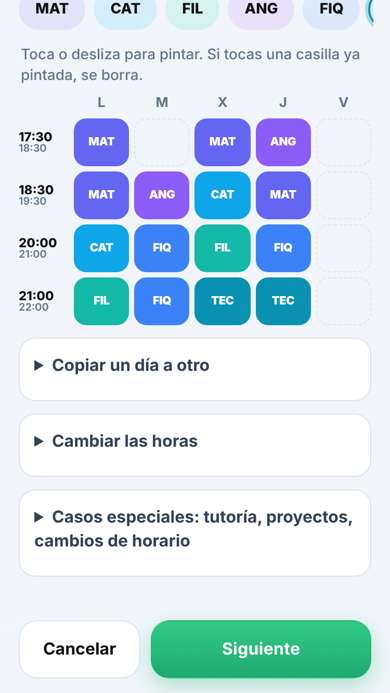 MAT CAT FIL ANG FIQ
Toca o desliza para pintar. Si tocas una casilla ya
pintada, se borra.
L M X J V
17:30 MAT MAT ANG
18:30
18:30 MAT ANG CAT MAT
19:30
20:00 CAT FIQ FIL FIQ
21:00
21:00 FIL FIQ TEC TEC
22:00
▶ Copiar un día a otro
▶ Cambiar las horas
▶ Casos especiales: tutoría, proyectos,
cambios de horario
Cancelar Siguiente